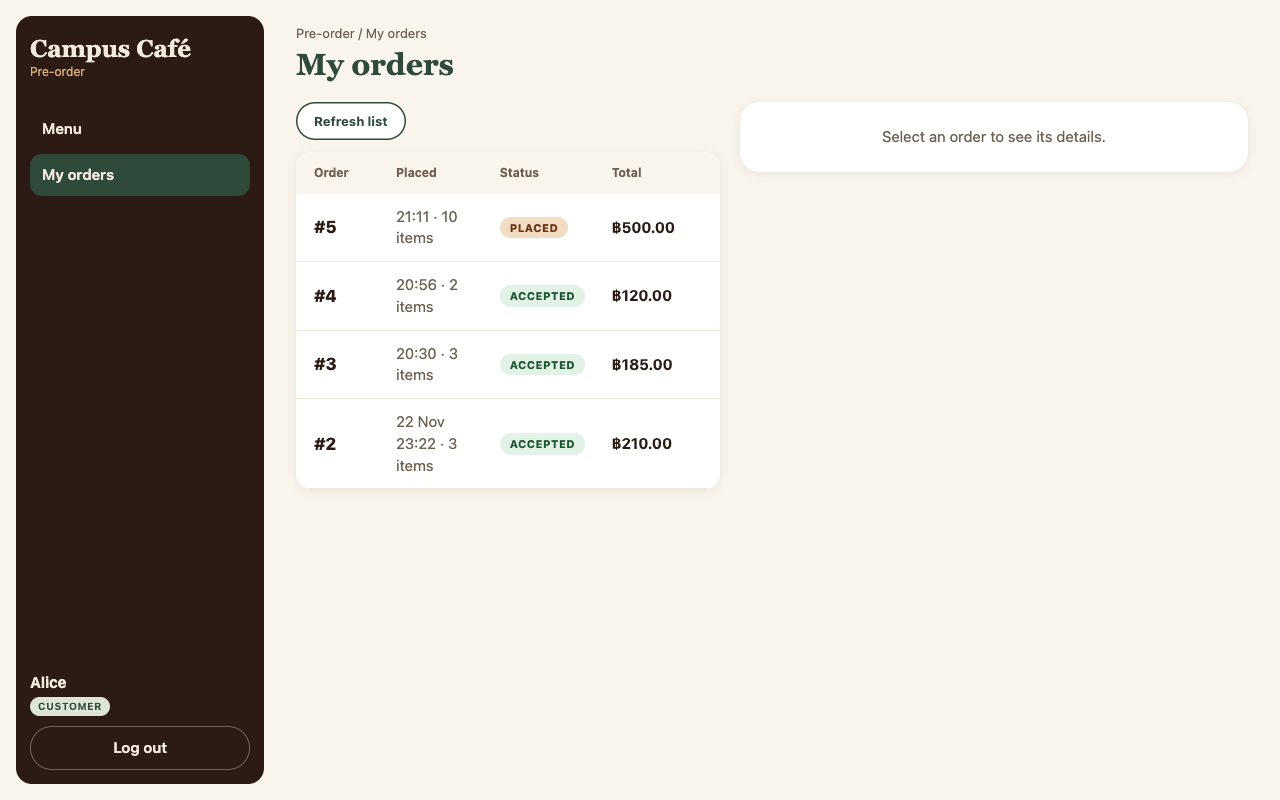 Campus Café
Pre-order
Menu
My orders
Alice
CUSTOMER
Log out
Pre-order / My orders
My orders
Refresh list
Order Placed Status Total
#5 21:11 · 10 items PLACED ฿500.00
#4 20:56 · 2 items ACCEPTED ฿120.00
#3 20:30 · 3 items ACCEPTED ฿185.00
#2 22 Nov 23:22 · 3 items ACCEPTED ฿210.00
Select an order to see its details.